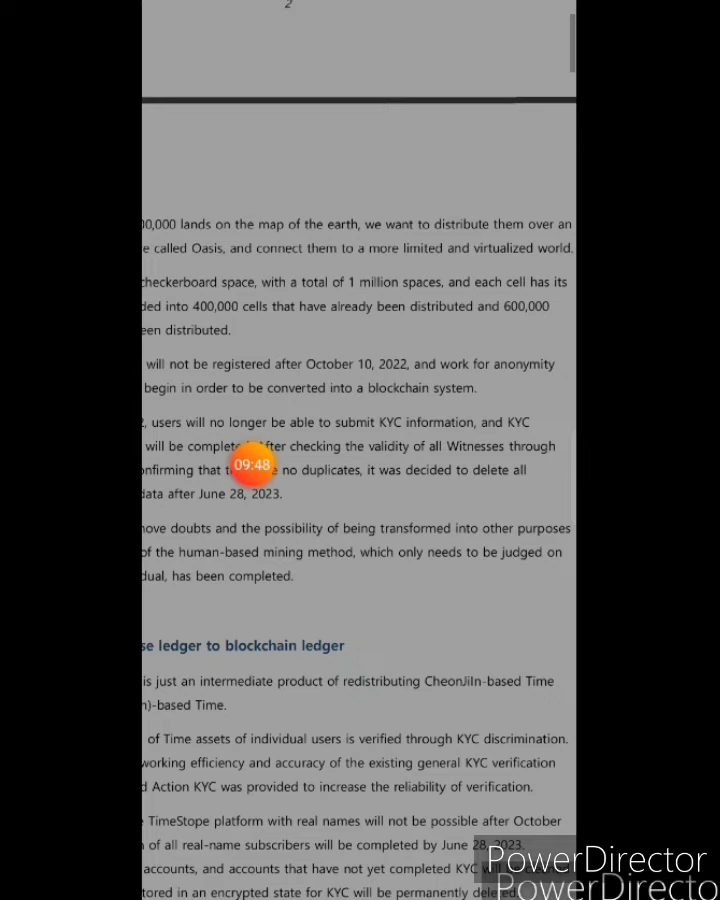 2
00,000 lands on the map of the earth, we want to distribute them over an
e called Oasis, and connect them to a more limited and virtualized world.
checkerboard space, with a total of 1 million spaces, and each cell has its
ded into 400,000 cells that have already been distributed and 600,000
een distributed.
will not be registered after October 10, 2022, and work for anonymity
begin in order to be converted into a blockchain system.
2, users will no longer be able to submit KYC information, and KYC
will be complete After checking the validity of all Witnesses through
onfirming that no duplicates, it was decided to delete all
09:48
data after June 28, 2023.
nove doubts and the possibility of being transformed into other purposes
of the human-based mining method, which only needs to be judged on
dual, has been completed.
se ledger to blockchain ledger
is just an intermediate product of redistributing CheonJiIn-based Time
n)-based Time.
of Time assets of individual users is verified through KYC discrimination.
working efficiency and accuracy of the existing general KYC verification
d Action KYC was provided to increase the reliability of verification.
TimeStope platform with real names will not be possible after October
of all real-name subscribers will be completed by June 28, 2023.
accounts, and accounts that have not yet completed KYC will
tored in an encrypted state for KYC will be permanently deleted.
PowerDirector
PowerDirecto